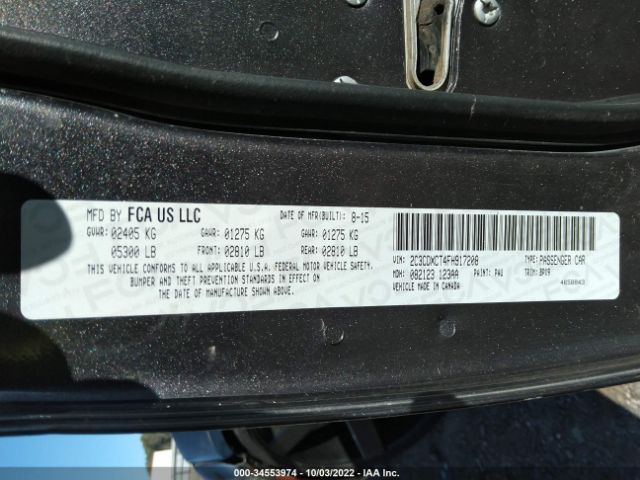 MFD BY FCA US LLC
DATE OF MFR(BUILT): 8-15
GVWR: 02405 KG GAWR: 01275 KG GAWR: 01275 KG
05300 LB FRONT: 02810 LB REAR: 02810 LB
THIS VEHICLE CONFORMS TO ALL APPLICABLE U.S.A. FEDERAL MOTOR VEHICLE SAFETY,
BUMPER AND THEFT PREVENTION STANDARDS IN EFFECT ON
THE DATE OF MANUFACTURE SHOWN ABOVE.
VIN: 2C3CDXCT4FH917208 TYPE: PASSENGER CAR
MDH: 082123 123AA PAINT: PAU TRIM: BPX9
VEHICLE MADE IN CANADA 4658043
000-34553974 - 10/03/2022 - IAA Inc.